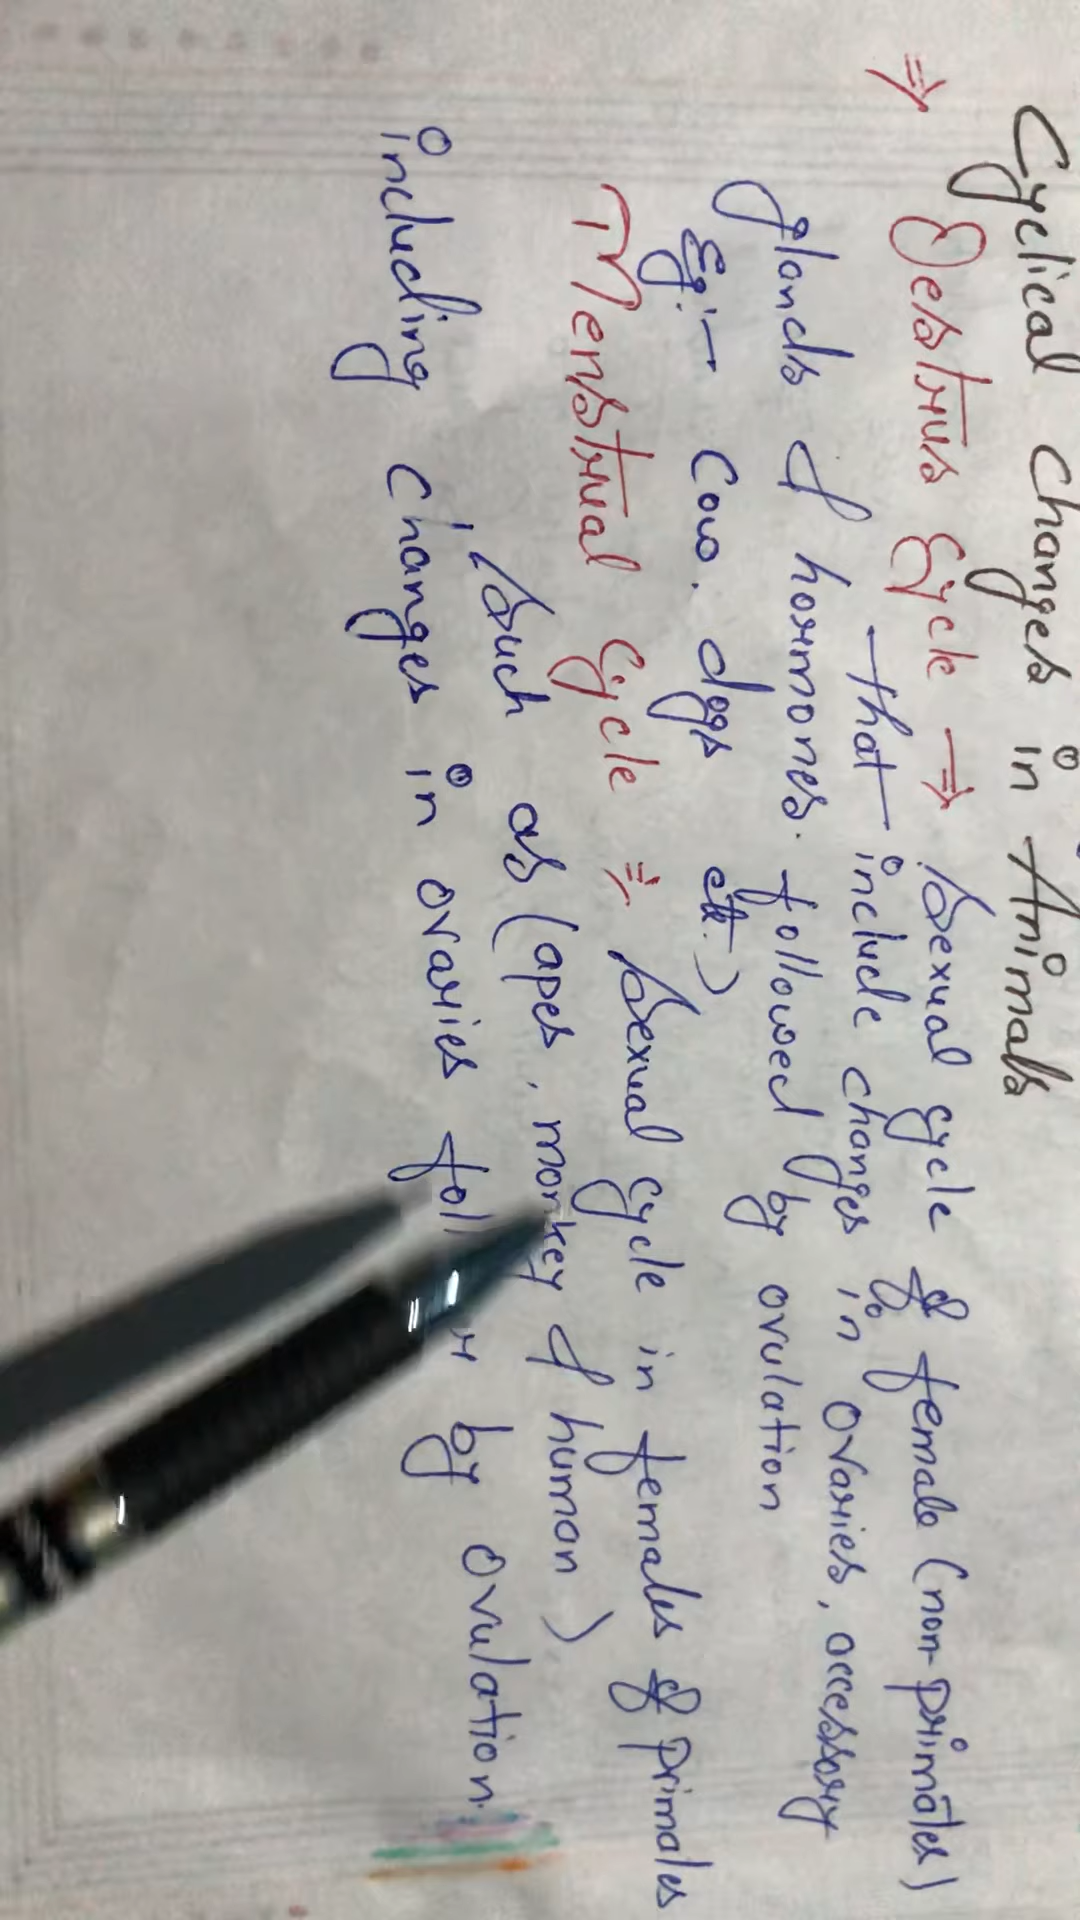 Cyclical changes in Animals
⇒ Oestrus Cycle → Sexual cycle of female (non-primates)
that include changes in ovaries, accessory
glands & hormones. followed by ovulation
Eg:- Cow. dogs etc.)
Menstrual Cycle ⇒ Sexual cycle in females of primales
such as (apes, monkey & human)
including changes in ovaries by ovulation.